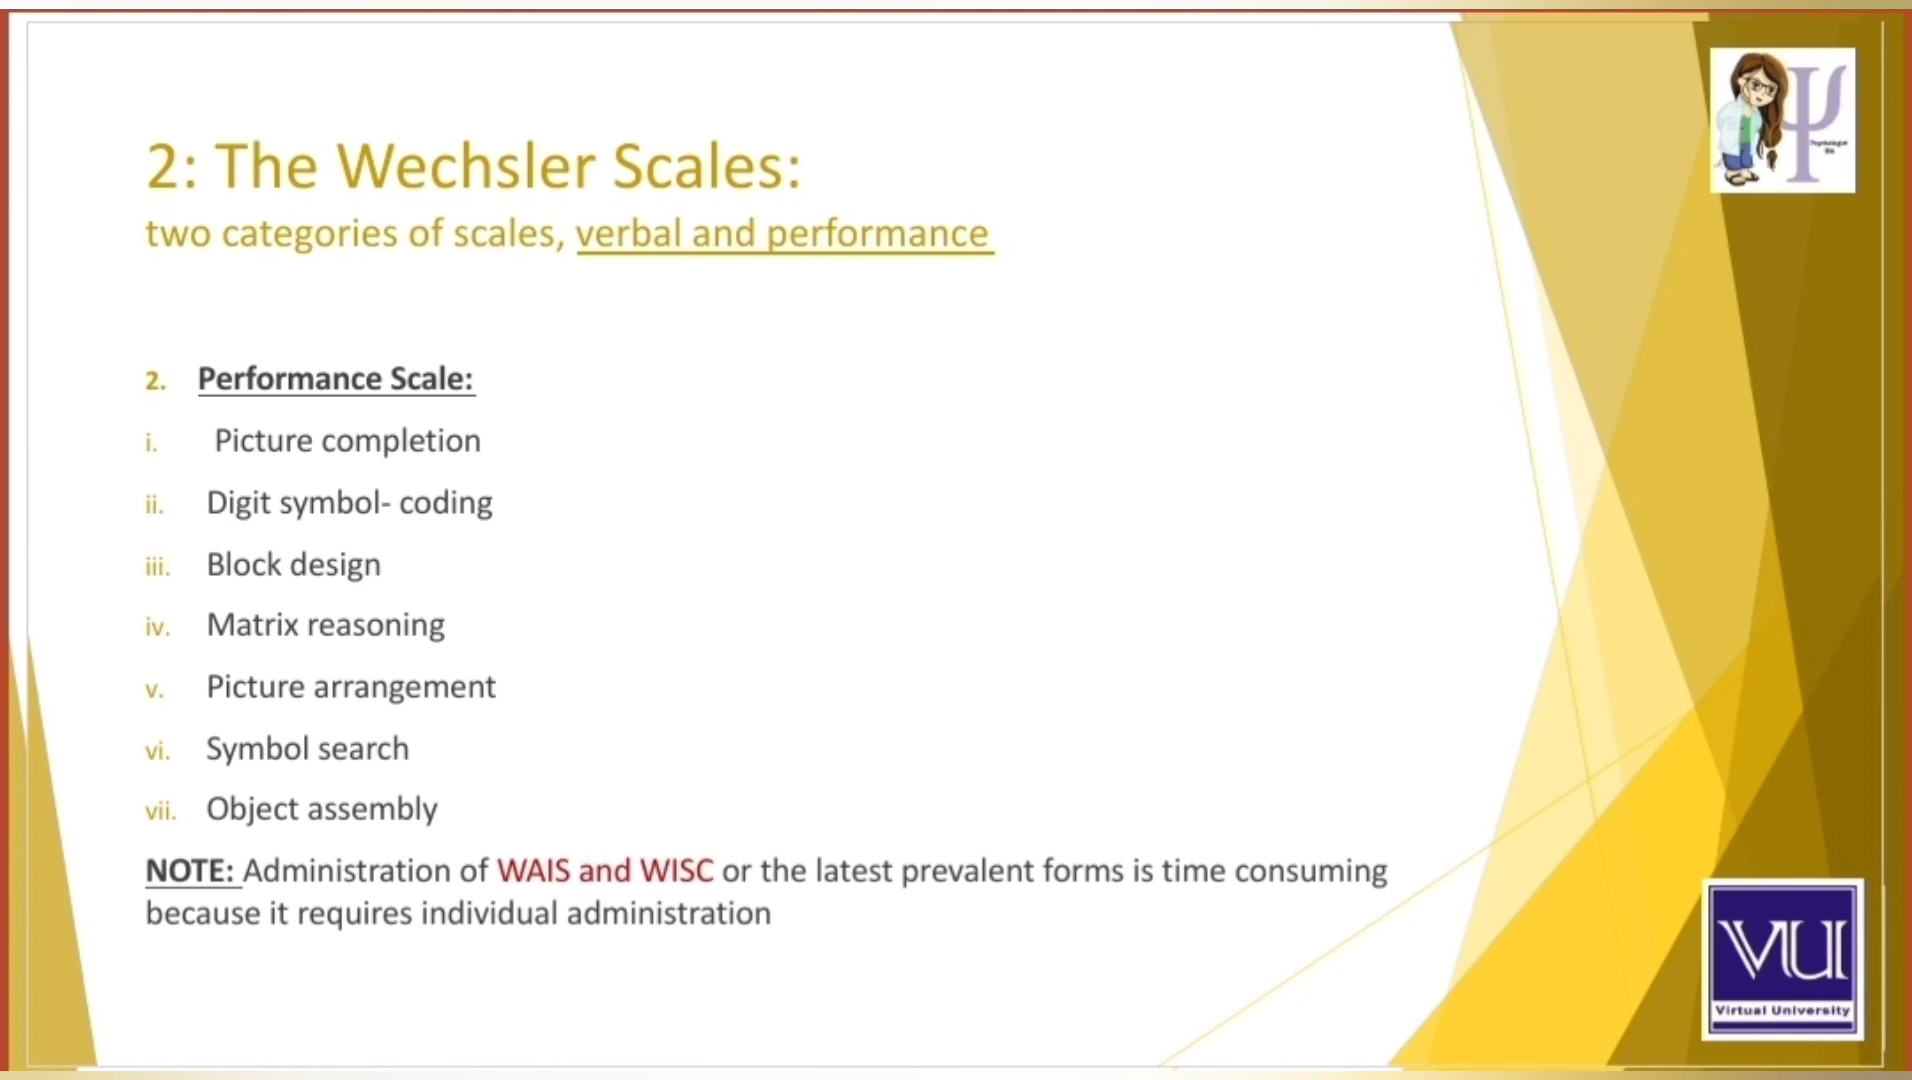 2: The Wechsler Scales:
two categories of scales, verbal and performance
2. Performance Scale:
i. Picture completion
ii. Digit symbol- coding
iii. Block design
iv. Matrix reasoning
v. Picture arrangement
vi. Symbol search
vii. Object assembly
NOTE: Administration of WAIS and WISC or the latest prevalent forms is time consuming
because it requires individual administration
Ψ
VU
Virtual University